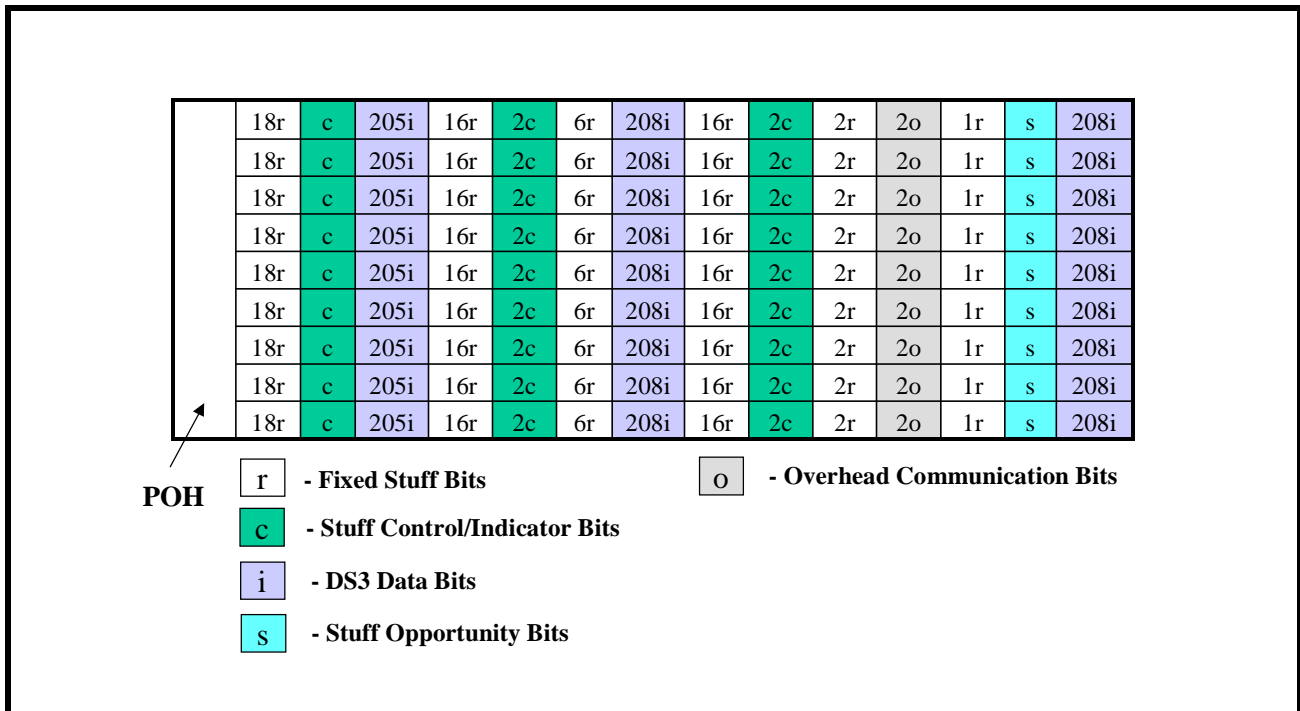 18r c 205i 16r 2c 6r 208i 16r 2c 2r 2o 1r s 208i
18r c 205i 16r 2c 6r 208i 16r 2c 2r 2o 1r s 208i
18r c 205i 16r 2c 6r 208i 16r 2c 2r 2o 1r s 208i
18r c 205i 16r 2c 6r 208i 16r 2c 2r 2o 1r s 208i
18r c 205i 16r 2c 6r 208i 16r 2c 2r 2o 1r s 208i
18r c 205i 16r 2c 6r 208i 16r 2c 2r 2o 1r s 208i
18r c 205i 16r 2c 6r 208i 16r 2c 2r 2o 1r s 208i
18r c 205i 16r 2c 6r 208i 16r 2c 2r 2o 1r s 208i
18r c 205i 16r 2c 6r 208i 16r 2c 2r 2o 1r s 208i
POH
r - Fixed Stuff Bits
o - Overhead Communication Bits
c - Stuff Control/Indicator Bits
i - DS3 Data Bits
s - Stuff Opportunity Bits